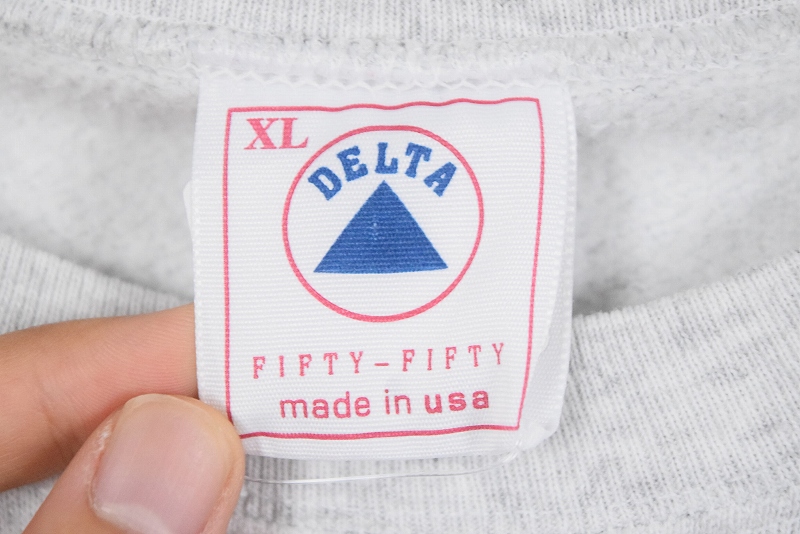 XL
DELTA
FIFTY-FIFTY
made in usa